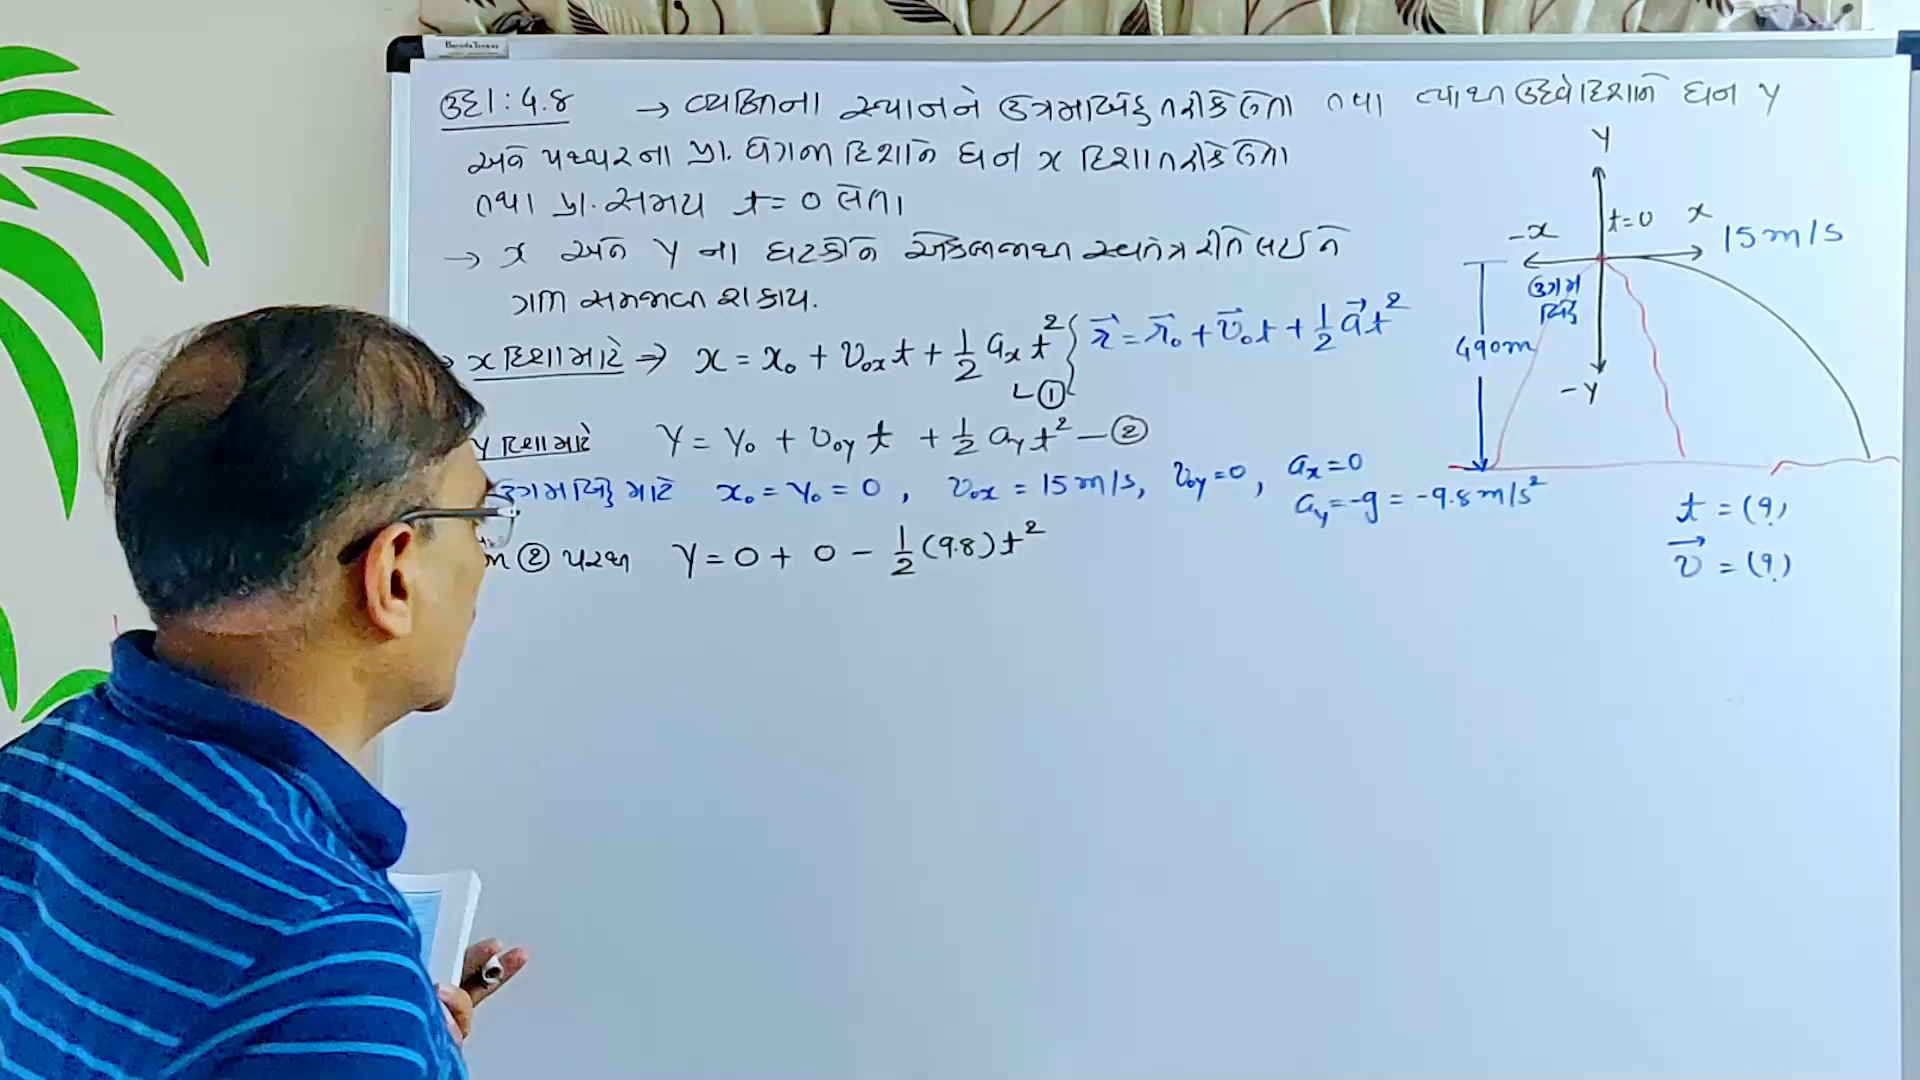 ઉદા : 4.8 → વ્યક્તિના સ્થાનને ઉગમબિંદુ તરીકે લેતા તથા ત્યાથી ઉર્ધ્વ દિશાને ધન Y
અને પથ્થરના પ્રા. વેગની દિશાને ધન x દિશા તરીકે લેતા
તથા પ્રા. સમય t = 0 લેતા
→ x અને Y ના ઘટકોને એકબીજાથી સ્વતંત્ર રીતે લઈને
ગતિ સમજાવી શકાય.
x દિશા માટે ⇒ x = x₀ + v₀ₓt + ½ aₓt² — ①
r⃗ = r⃗₀ + v⃗₀t + ½ a⃗t²
Y દિશા માટે Y = Y₀ + v₀ᵧt + ½ aᵧt² — ②
ઉગમબિંદુ માટે x₀ = Y₀ = 0 , v₀ₓ = 15 m/s, v₀ᵧ = 0 , aₓ = 0
aᵧ = -g = -9.8 m/s²
② પરથી Y = 0 + 0 - ½ (9.8) t²
Y
t = 0
-x
x
15 m/s
ઉગમ
બિંદુ
490m
-Y
t = (?)
v⃗ = (?)